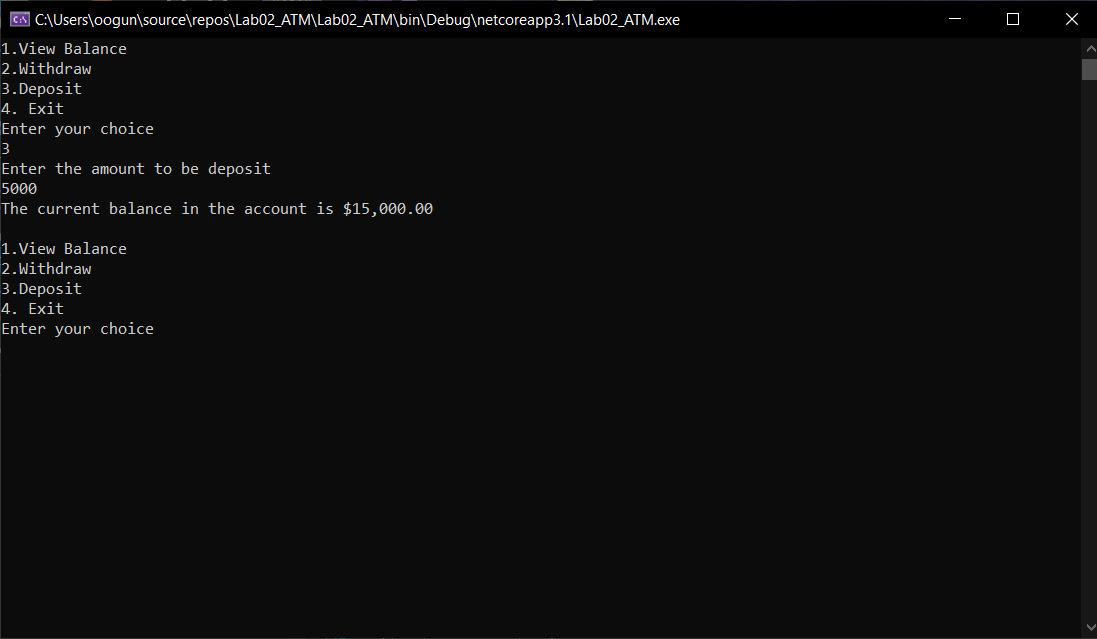 C:\Users\oogun\source\repos\Lab02_ATM\Lab02_ATM\bin\Debug\netcoreapp3.1\Lab02_ATM.exe
1.View Balance
2.Withdraw
3.Deposit
4. Exit
Enter your choice
3
Enter the amount to be deposit
5000
The current balance in the account is $15,000.00

1.View Balance
2.Withdraw
3.Deposit
4. Exit
Enter your choice